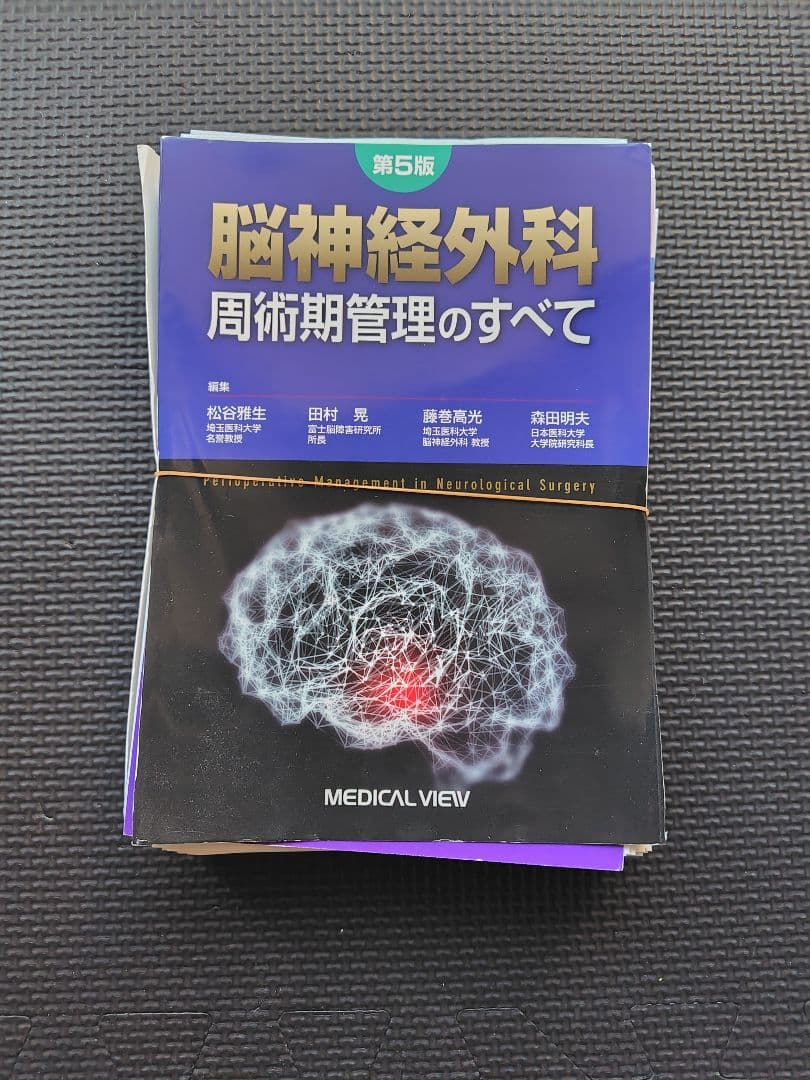 第5版
脳神経外科
周術期管理のすべて
編集
松谷雅生
埼玉医科大学
名誉教授
田村 晃
富士脳障害研究所
所長
藤巻高光
埼玉医科大学
脳神経外科 教授
森田明夫
日本医科大学
大学院研究科長
Perioperative Management in Neurological Surgery
MEDICAL VIEW